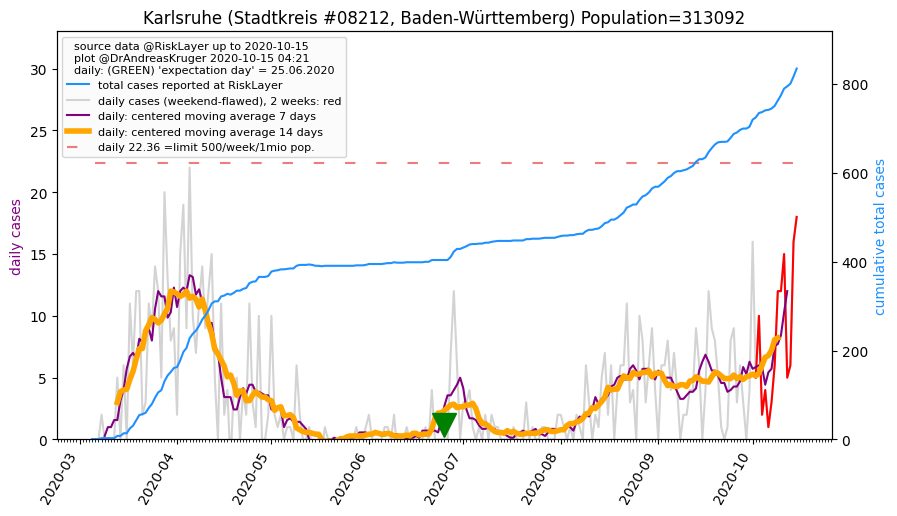 Karlsruhe (Stadtkreis #08212, Baden-Württemberg) Population=313092
source data @RiskLayer up to 2020-10-15
plot @DrAndreasKruger 2020-10-15 04:21
daily: (GREEN) 'expectation day' = 25.06.2020
total cases reported at RiskLayer
daily cases (weekend-flawed), 2 weeks: red
daily: centered moving average 7 days
daily: centered moving average 14 days
daily 22.36 =limit 500/week/1mio pop.
daily cases
30
25
20
15
10
5
0
cumulative total cases
800
600
400
200
0
2020-03
2020-04
2020-05
2020-06
2020-07
2020-08
2020-09
2020-10